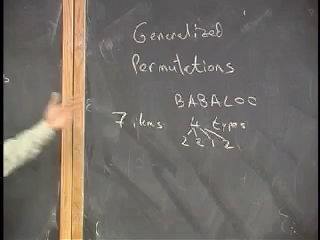 Generalized
Permutations
BABALOO
7 items 4 types
2 2 1 2